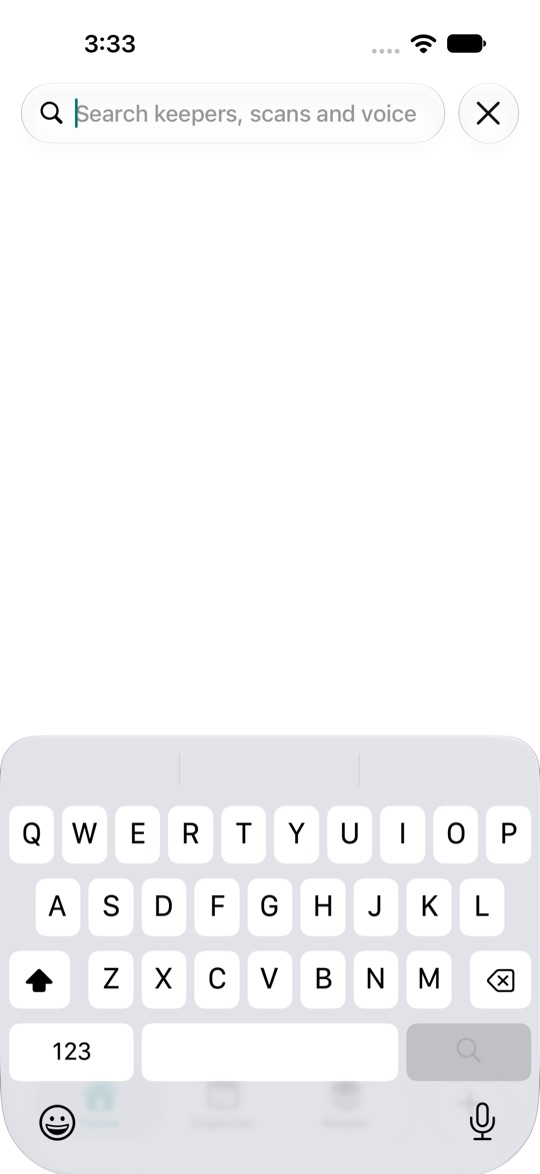 3:33
Search keepers, scans and voice
Q W E R T Y U I O P
A S D F G H J K L
Z X C V B N M
123